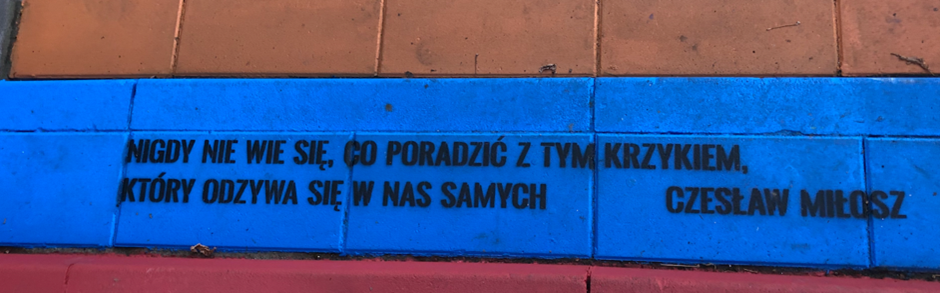 NIGDY NIE WIE SIĘ, CO PORADZIĆ Z TYM KRZYKIEM,
KTÓRY ODZYWA SIĘ W NAS SAMYCH CZESŁAW MIŁOSZ